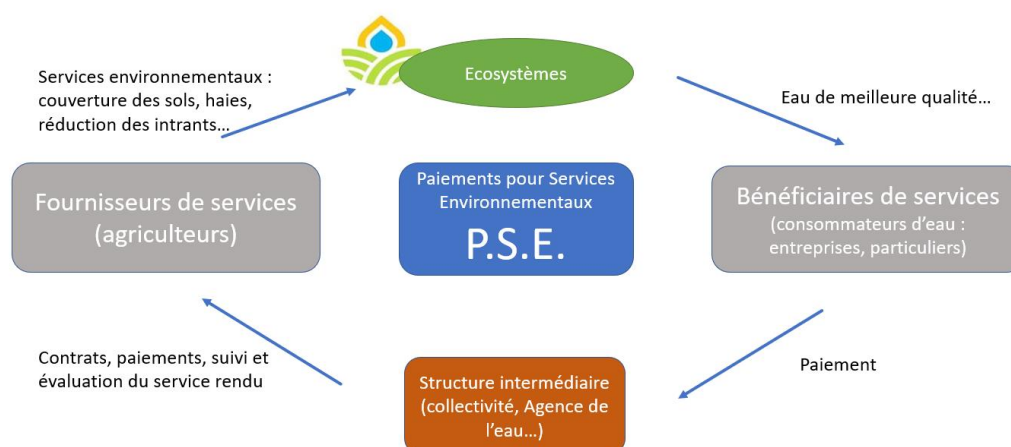 Ecosystèmes
Services environnementaux :
couverture des sols, haies,
réduction des intrants…
Eau de meilleure qualité…
Fournisseurs de services
(agriculteurs)
Paiements pour Services
Environnementaux
P.S.E.
Bénéficiaires de services
(consommateurs d’eau :
entreprises, particuliers)
Contrats, paiements, suivi et
évaluation du service rendu
Structure intermédiaire
(collectivité, Agence de
l’eau…)
Paiement